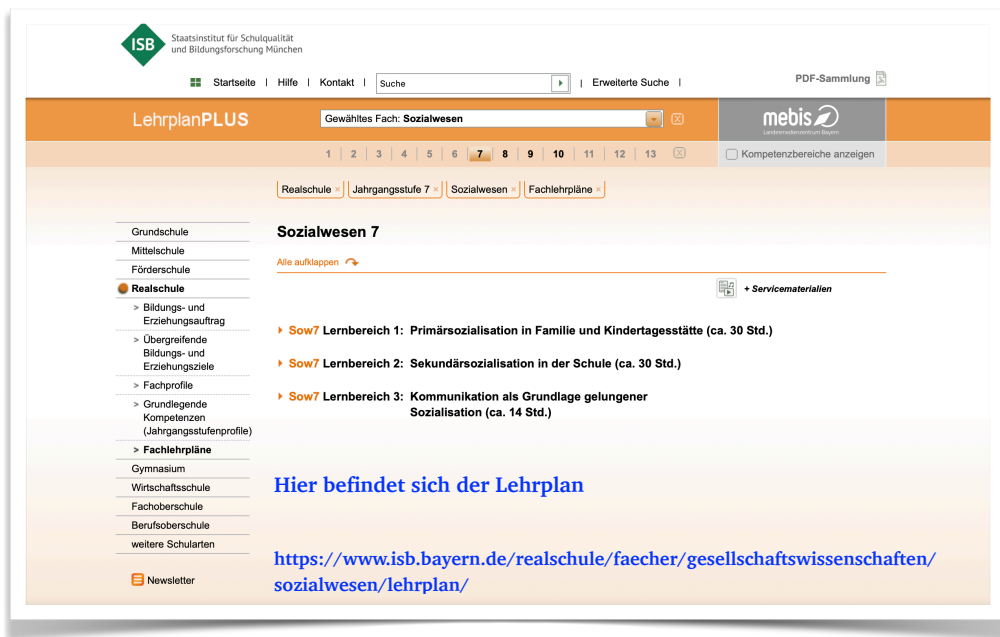 ISB
Staatsinstitut für Schulqualität
und Bildungsforschung München
Startseite | Hilfe | Kontakt | Suche | Erweiterte Suche |
PDF-Sammlung
LehrplanPLUS
Gewähltes Fach: Sozialwesen
X
mebis
Landesmedienzentrum Bayern
1 | 2 | 3 | 4 | 5 | 6 | 7 | 8 | 9 | 10 | 11 | 12 | 13 X
Kompetenzbereiche anzeigen
Realschule × Jahrgangsstufe 7 × Sozialwesen × Fachlehrpläne ×
Grundschule
Mittelschule
Förderschule
Realschule
> Bildungs- und
Erziehungsauftrag
> Übergreifende
Bildungs- und
Erziehungsziele
> Fachprofile
> Grundlegende
Kompetenzen
(Jahrgangsstufenprofile)
> Fachlehrpläne
Gymnasium
Wirtschaftsschule
Fachoberschule
Berufsoberschule
weitere Schularten
Newsletter
Sozialwesen 7
Alle aufklappen
+ Servicematerialien
Sow7 Lernbereich 1: Primärsozialisation in Familie und Kindertagesstätte (ca. 30 Std.)
Sow7 Lernbereich 2: Sekundärsozialisation in der Schule (ca. 30 Std.)
Sow7 Lernbereich 3: Kommunikation als Grundlage gelungener
Sozialisation (ca. 14 Std.)
Hier befindet sich der Lehrplan
https://www.isb.bayern.de/realschule/faecher/gesellschaftswissenschaften/
sozialwesen/lehrplan/